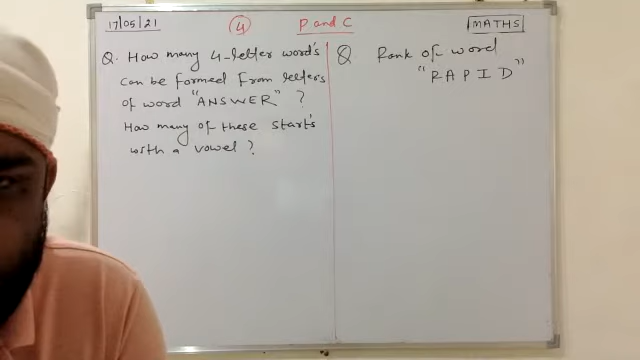 17/05/21
4
P and C
MATHS
Q. How many 4-letter word's
can be formed from letters
of word "ANSWER" ?
How many of these start's
with a vowel ?
Q Rank of word
"RAPID"